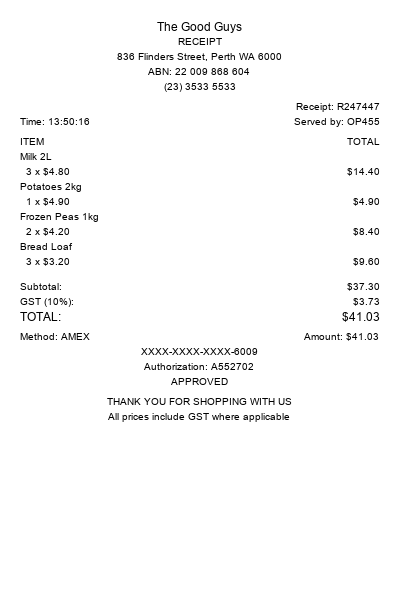 The Good Guys
RECEIPT
836 Flinders Street, Perth WA 6000
ABN: 22 009 868 604
(23) 3533 5533
Receipt: R247447
Time: 13:50:16 Served by: OP455
ITEM TOTAL
Milk 2L
3 x $4.80 $14.40
Potatoes 2kg
1 x $4.90 $4.90
Frozen Peas 1kg
2 x $4.20 $8.40
Bread Loaf
3 x $3.20 $9.60
Subtotal: $37.30
GST (10%): $3.73
TOTAL: $41.03
Method: AMEX Amount: $41.03
XXXX-XXXX-XXXX-6009
Authorization: A552702
APPROVED
THANK YOU FOR SHOPPING WITH US
All prices include GST where applicable